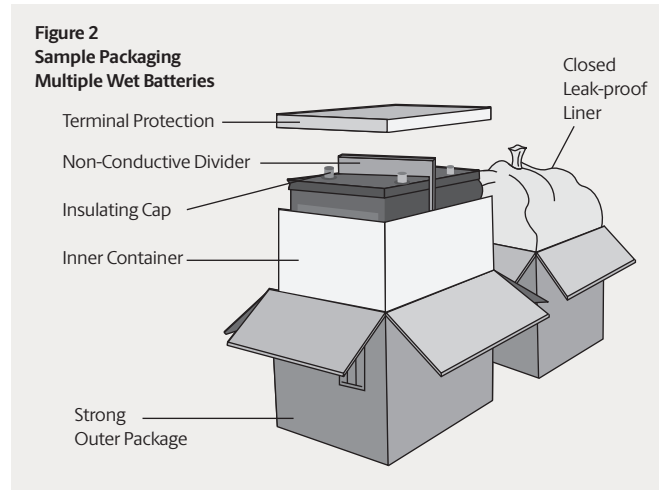 Figure 2
Sample Packaging
Multiple Wet Batteries
Closed
Leak-proof
Liner
Terminal Protection
Non-Conductive Divider
Insulating Cap
Inner Container
Strong
Outer Package